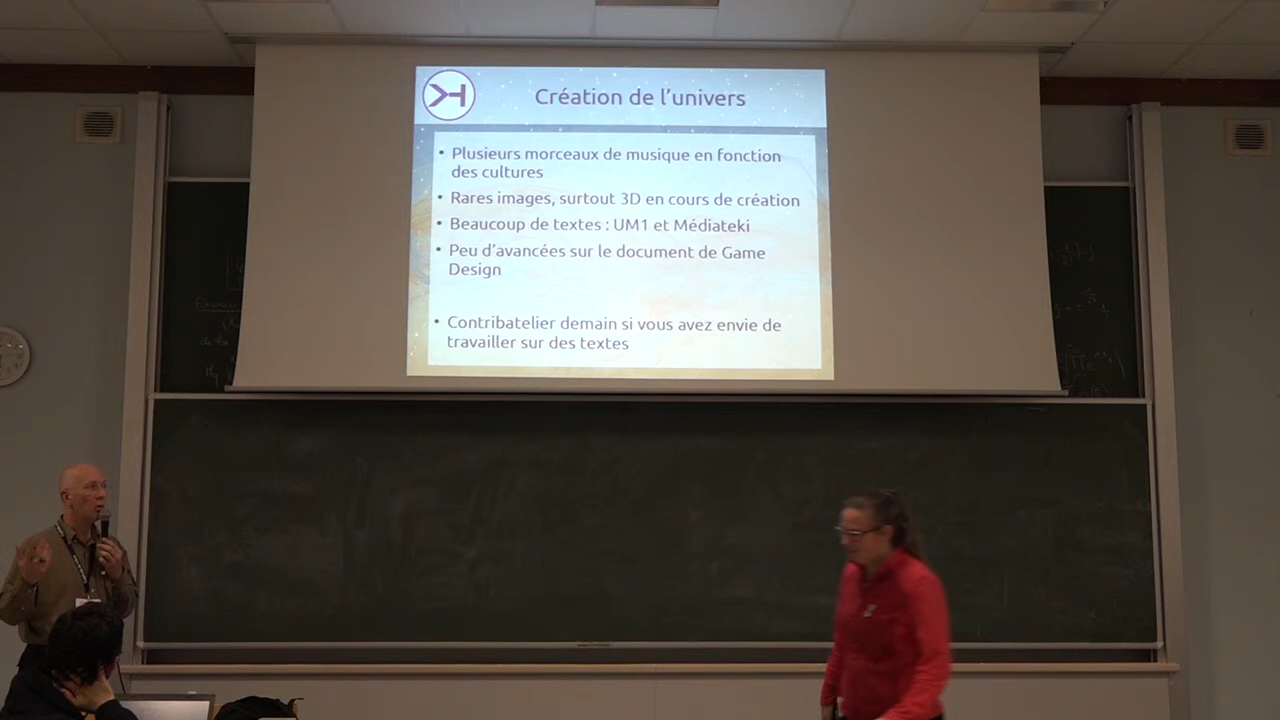 Création de l'univers
• Plusieurs morceaux de musique en fonction
des cultures
• Rares images, surtout 3D en cours de création
• Beaucoup de textes : UM1 et Médiateki
• Peu d'avancées sur le document de Game
Design
• Contribatelier demain si vous avez envie de
travailler sur des textes